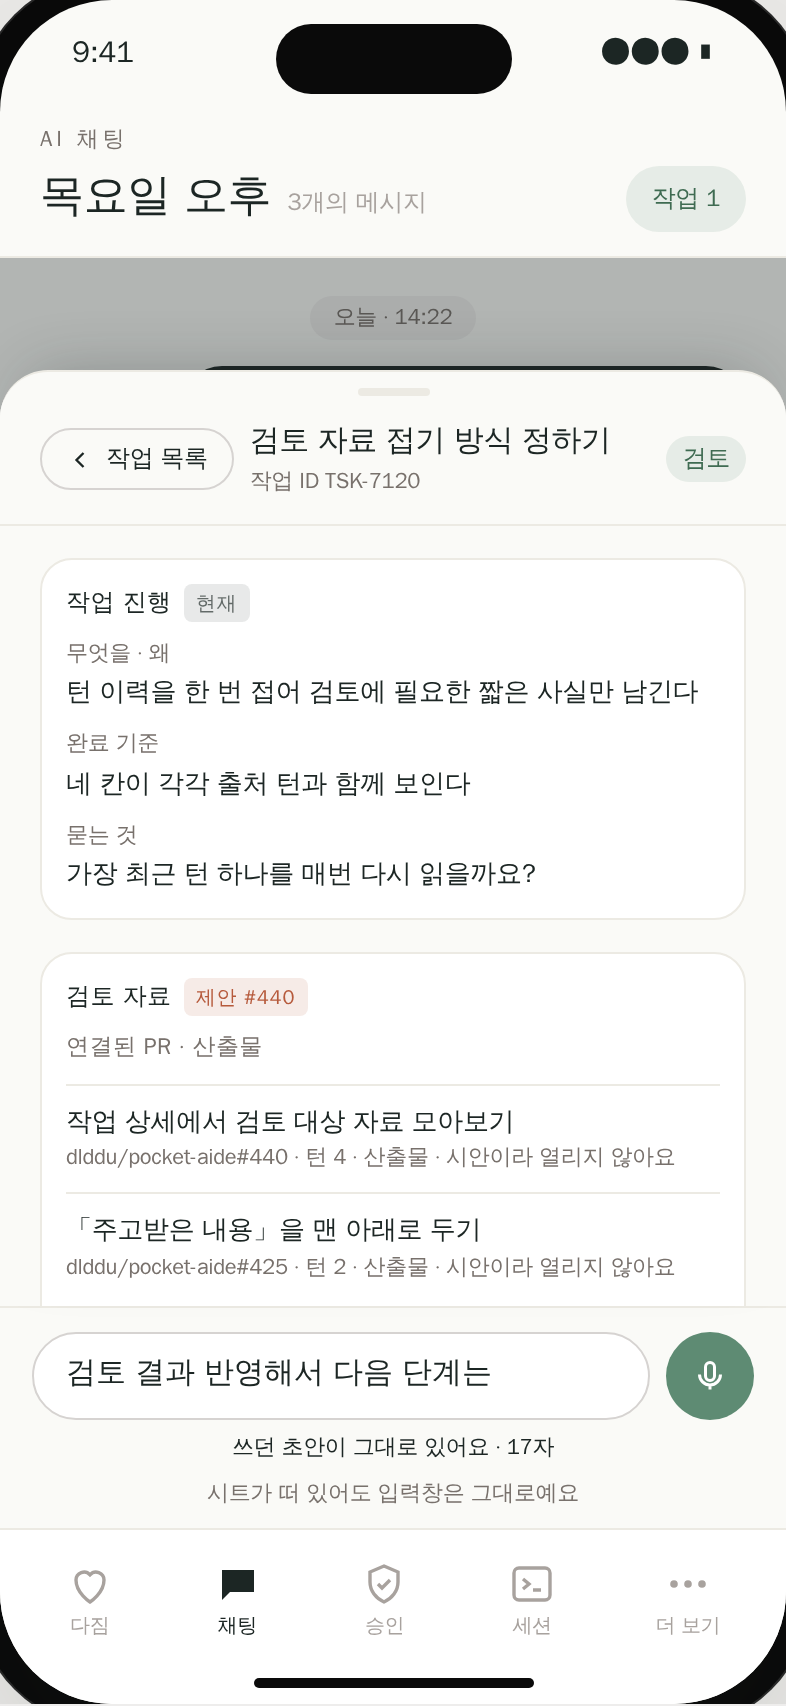 9:41
AI 채팅
목요일 오후 3개의 메시지
작업 1
오늘 · 14:22
작업 목록
검토 자료 접기 방식 정하기
작업 ID TSK-7120
검토
작업 진행 현재
무엇을 · 왜
턴 이력을 한 번 접어 검토에 필요한 짧은 사실만 남긴다
완료 기준
네 칸이 각각 출처 턴과 함께 보인다
묻는 것
가장 최근 턴 하나를 매번 다시 읽을까요?
검토 자료 제안 #440
연결된 PR · 산출물
작업 상세에서 검토 대상 자료 모아보기
dlddu/pocket-aide#440 · 턴 4 · 산출물 · 시안이라 열리지 않아요
「주고받은 내용」을 맨 아래로 두기
dlddu/pocket-aide#425 · 턴 2 · 산출물 · 시안이라 열리지 않아요
검토 결과 반영해서 다음 단계는
쓰던 초안이 그대로 있어요 · 17자
시트가 떠 있어도 입력창은 그대로예요
다짐
채팅
승인
세션
더 보기